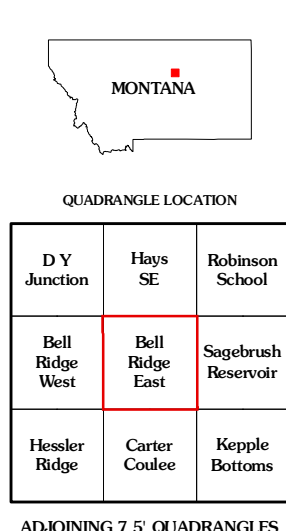 MONTANA
QUADRANGLE LOCATION
D Y
Junction
Hays
SE
Robinson
School
Bell
Ridge
West
Bell
Ridge
East
Sagebrush
Reservoir
Hessler
Ridge
Carter
Coulee
Kepple
Bottoms
ADJOINING 7.5' QUADRANGLES